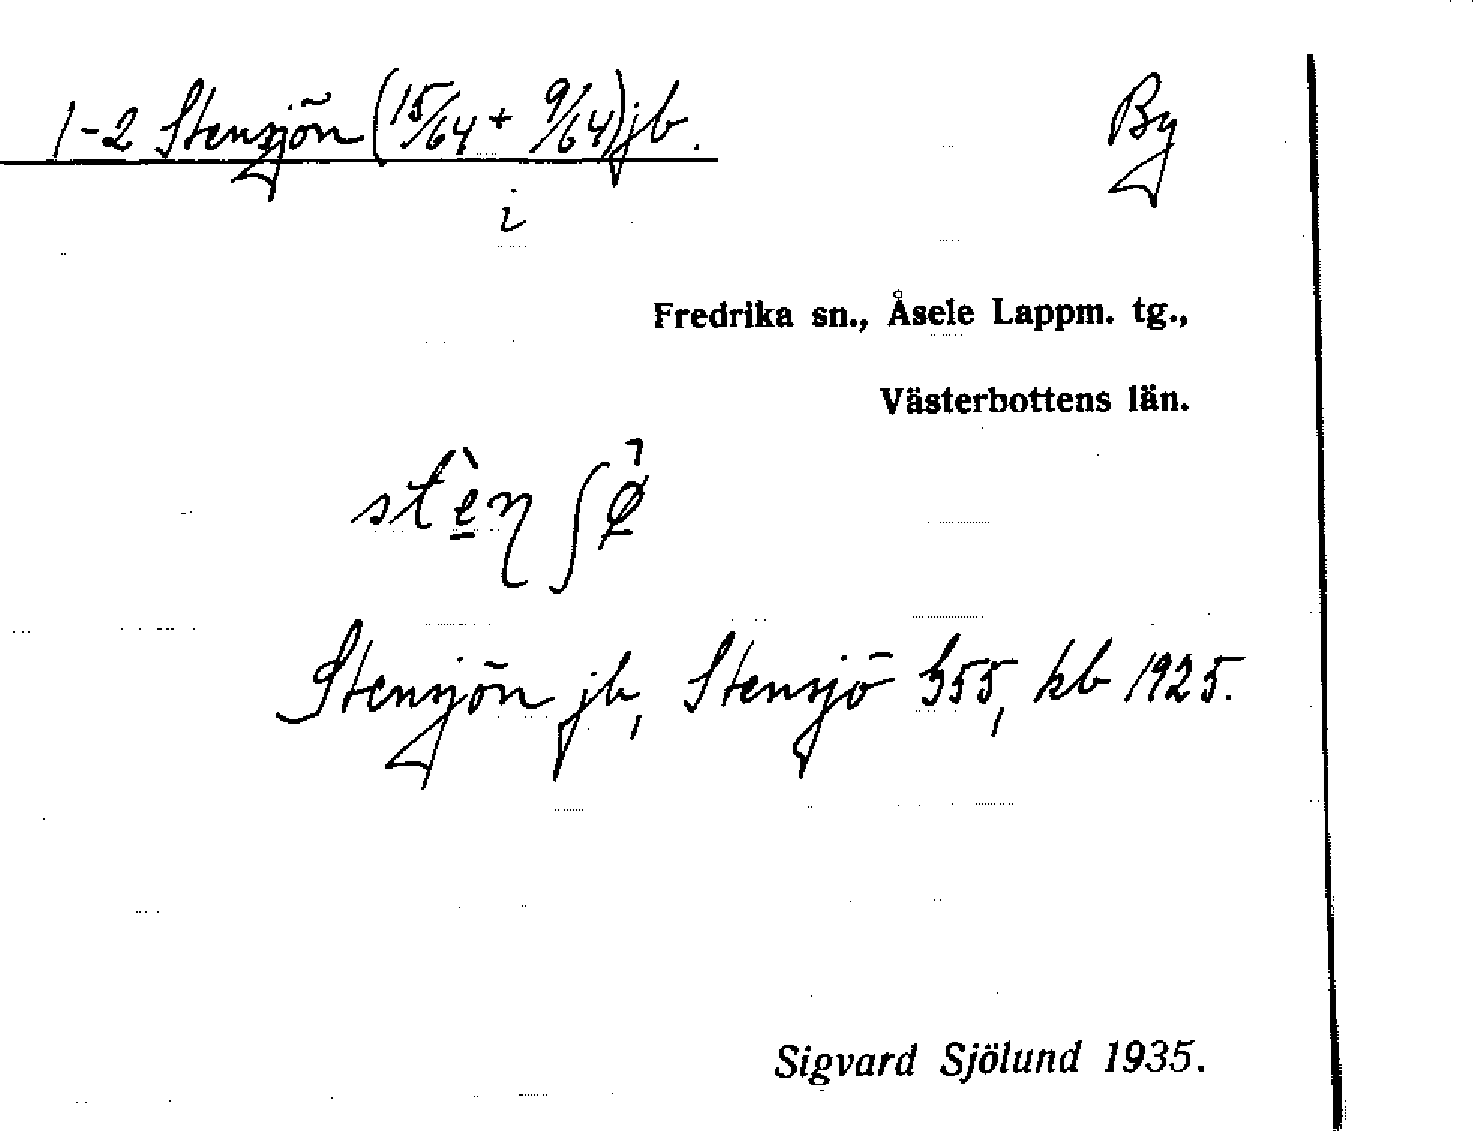 1-2 Stensjön (15/64 + 9/64) jb. By
i
Fredrika sn., Åsele Lappm. tg.,
Västerbottens län.
Stensjön jb, Stensjö 355, kb 1925.
Sigvard Sjölund 1935.